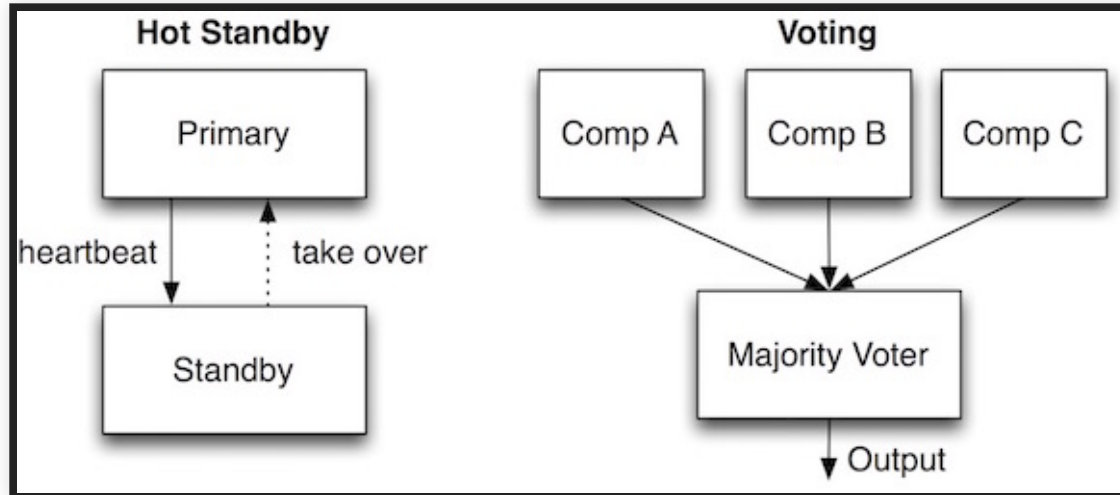 Hot Standby
Primary
heartbeat
take over
Standby
Voting
Comp A
Comp B
Comp C
Majority Voter
Output